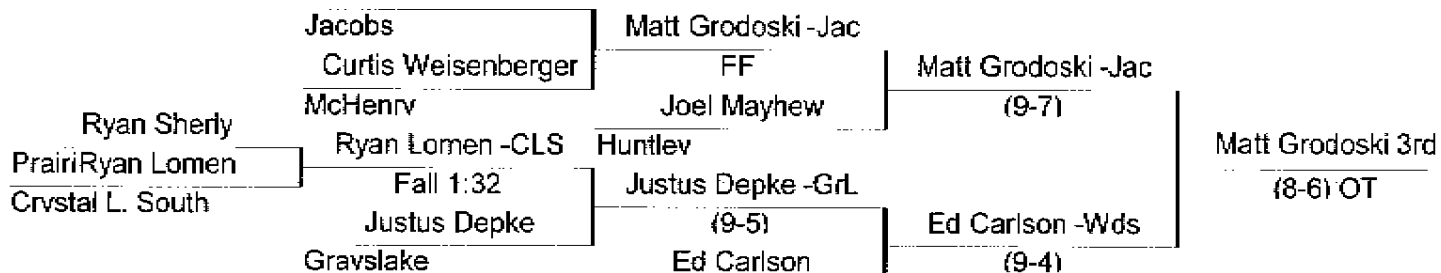 Jacobs
Matt Grodoski -Jac
Curtis Weisenberger
FF
Matt Grodoski -Jac
McHenry
Joel Mayhew
(9-7)
Ryan Sherly
Ryan Lomen -CLS
Huntley
Matt Grodoski 3rd
PrairiRyan Lomen
Fall 1:32
Justus Depke -GrL
(8-6) OT
Crystal L. South
Justus Depke
(9-5)
Ed Carlson -Wds
Grayslake
Ed Carlson
(9-4)